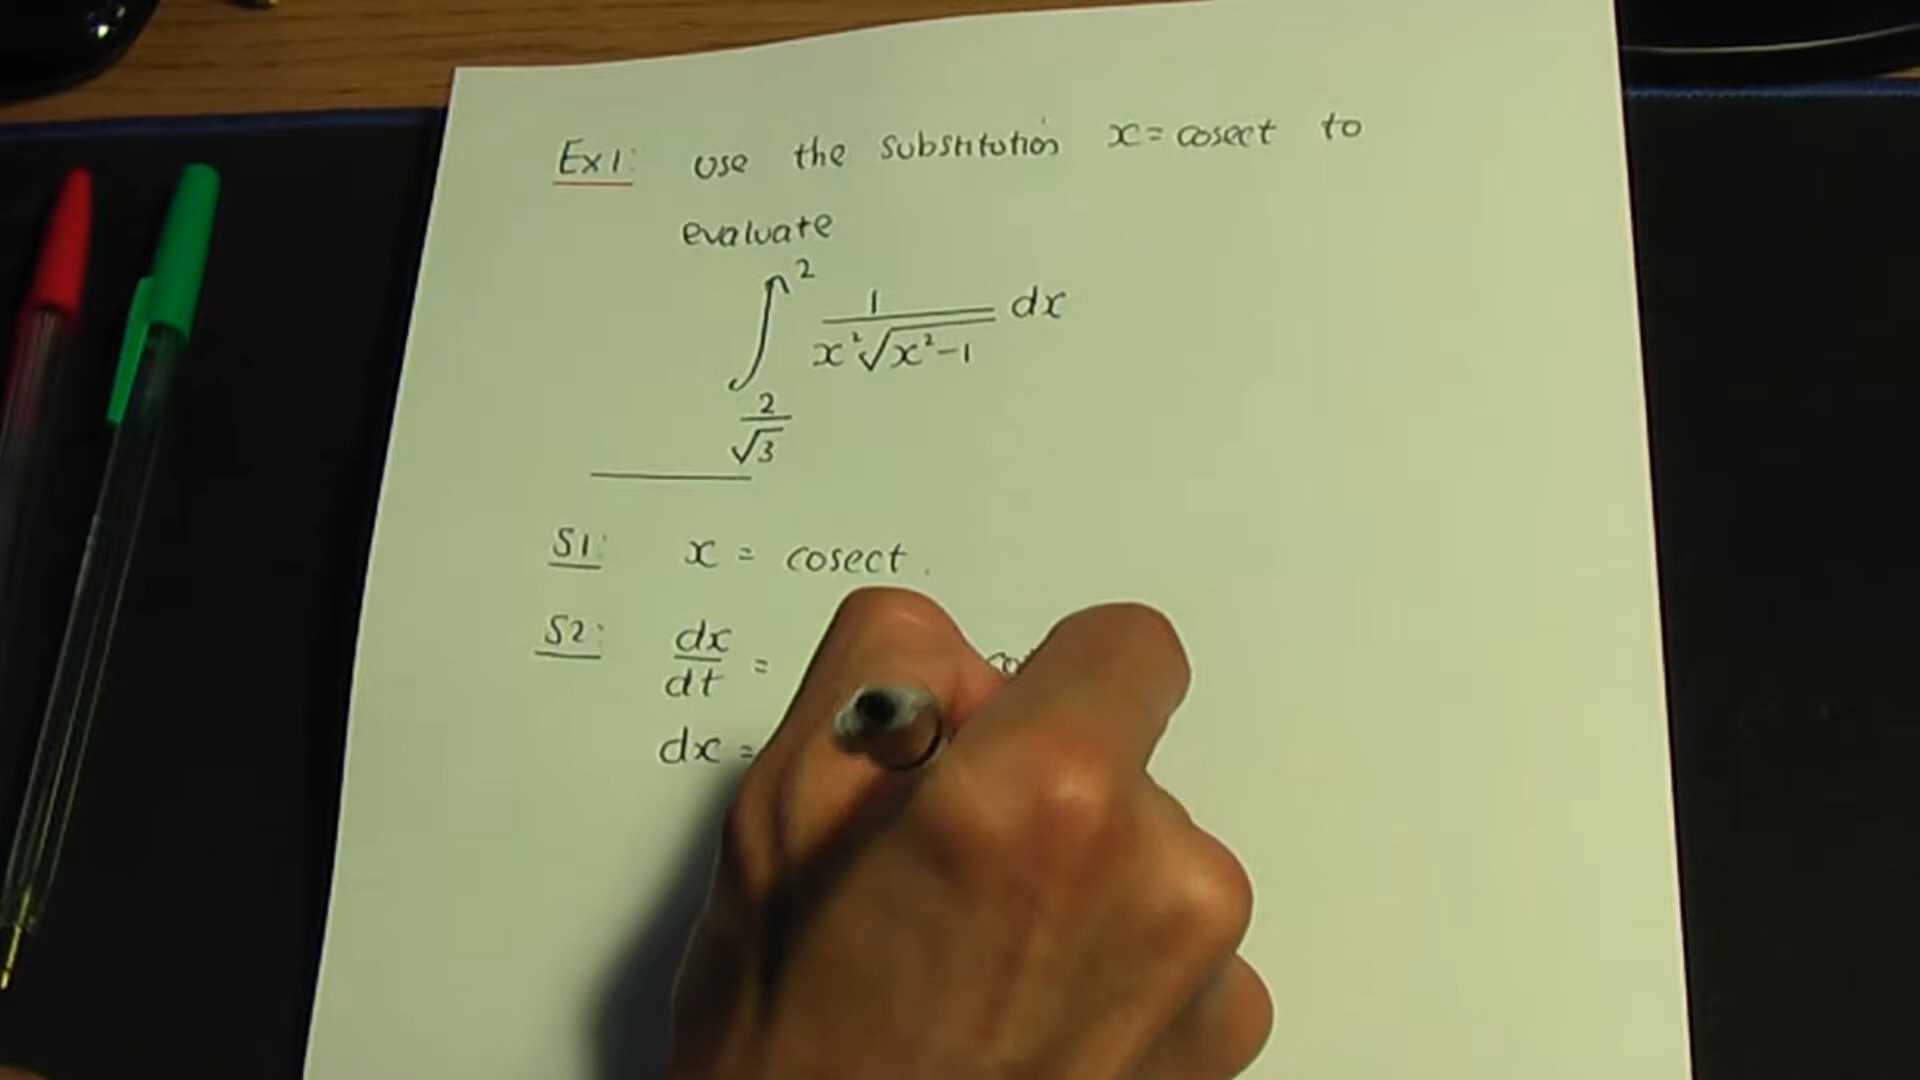 Ex1: Use the substitution x = cosect to
evaluate
∫_{2/√3}^{2} 1/(x²√(x²-1)) dx
S1: x = cosect.
S2: dx/dt =
dx =